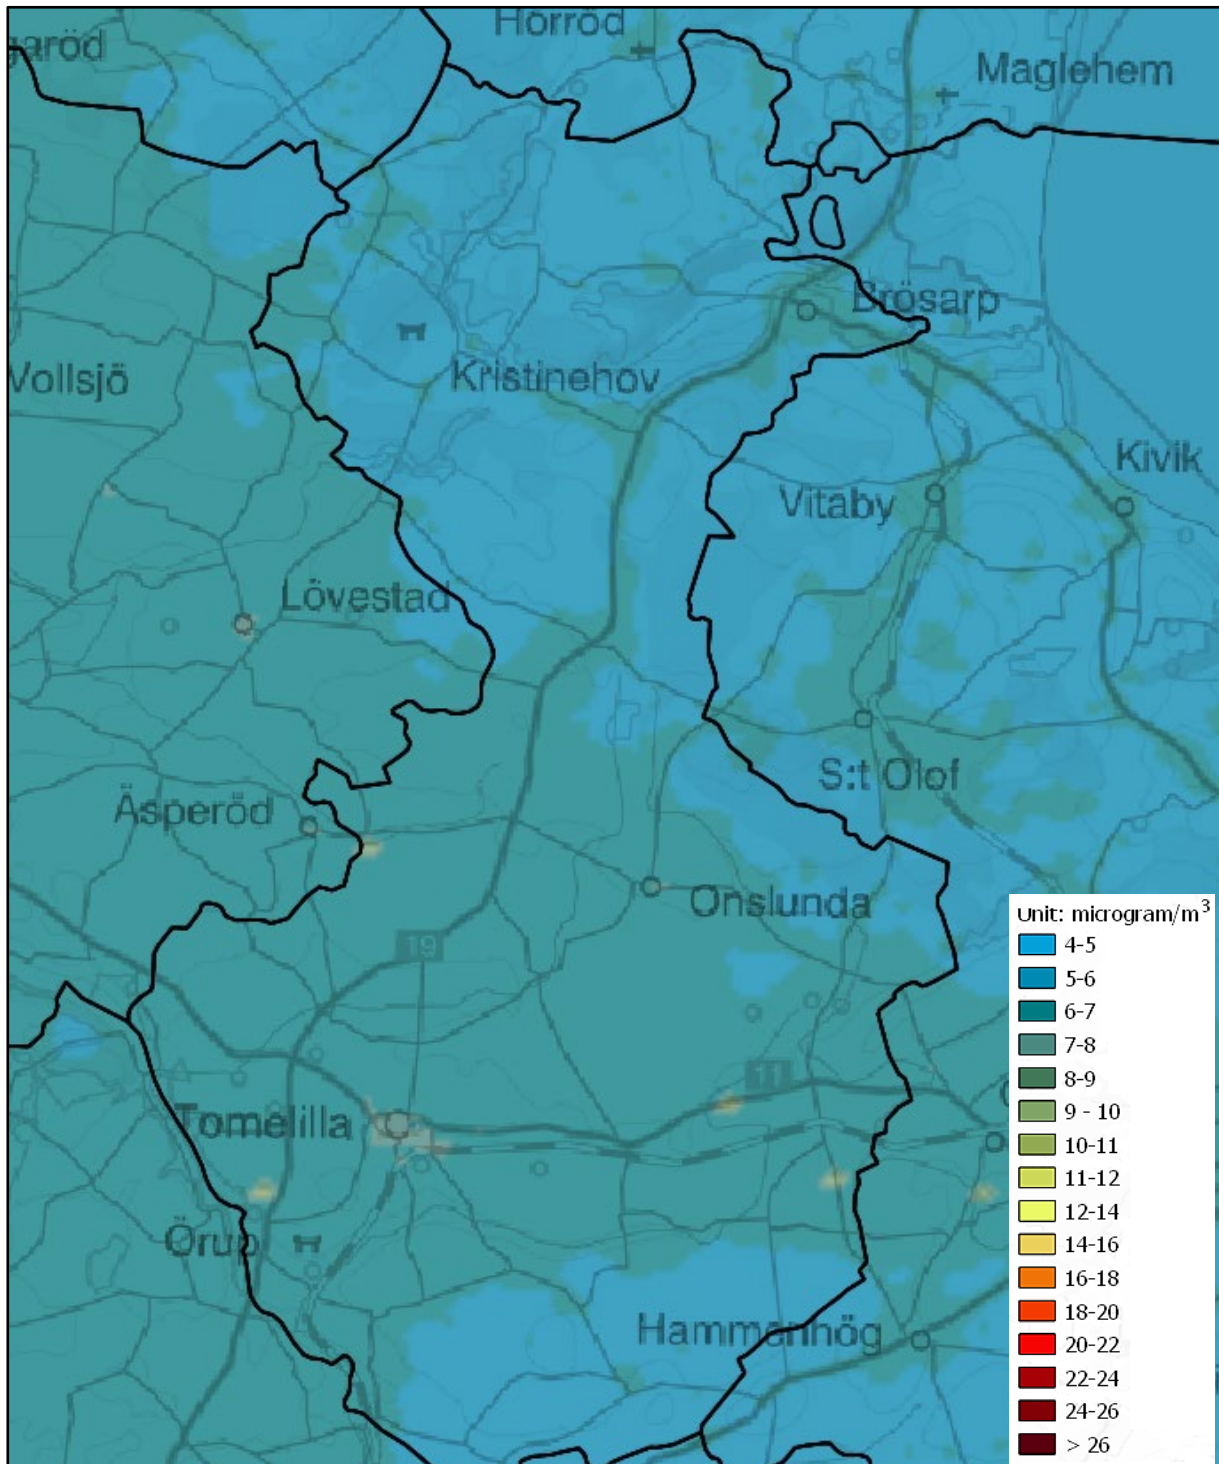 Horröd
Maglehem
Brösarp
Vollsjö
Kristinehov
Kivik
Vitaby
Lövestad
S:t Olof
Äsperöd
Onslunda
19
11
Tomelilla
Örup
Hammenhög
Unit: microgram/m³
4-5
5-6
6-7
7-8
8-9
9 - 10
10-11
11-12
12-14
14-16
16-18
18-20
20-22
22-24
24-26
> 26